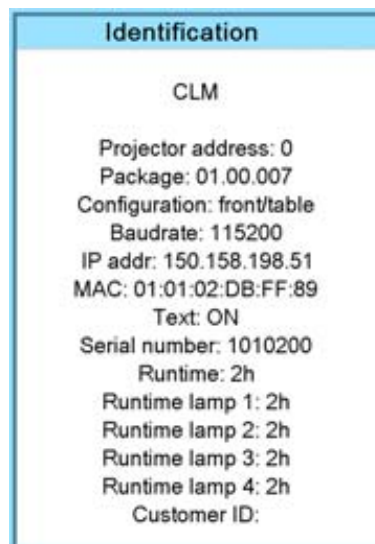 Identification
CLM
Projector address: 0
Package: 01.00.007
Configuration: front/table
Baudrate: 115200
IP addr: 150.158.198.51
MAC: 01:01:02:DB:FF:89
Text: ON
Serial number: 1010200
Runtime: 2h
Runtime lamp 1: 2h
Runtime lamp 2: 2h
Runtime lamp 3: 2h
Runtime lamp 4: 2h
Customer ID: